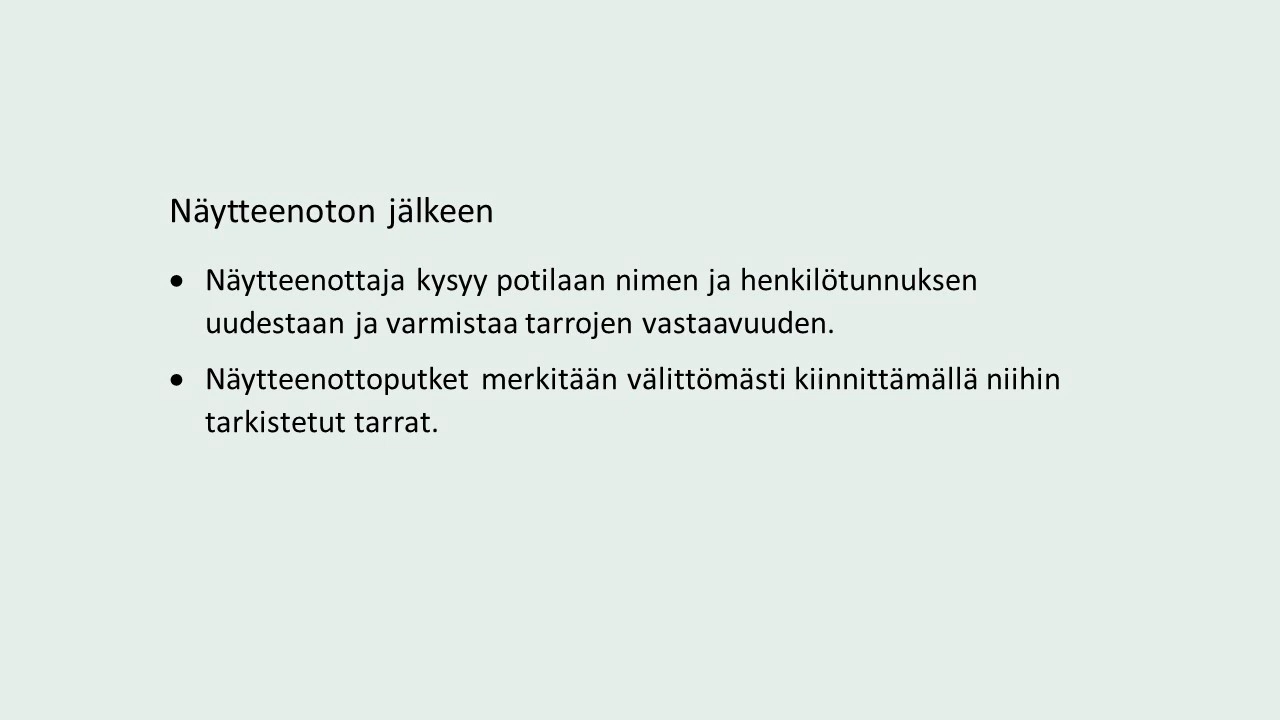 Näytteenoton jälkeen
• Näytteenottaja kysyy potilaan nimen ja henkilötunnuksen
uudestaan ja varmistaa tarrojen vastaavuuden.
• Näytteenottoputket merkitään välittömästi kiinnittämällä niihin
tarkistetut tarrat.